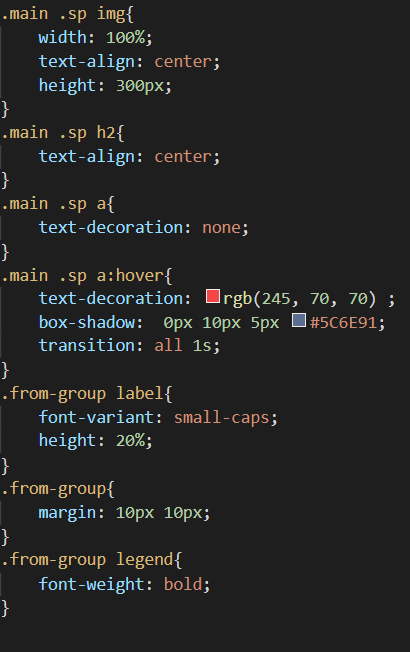 .main .sp img{
    width: 100%;
    text-align: center;
    height: 300px;
}
.main .sp h2{
    text-align: center;
}
.main .sp a{
    text-decoration: none;
}
.main .sp a:hover{
    text-decoration: rgb(245, 70, 70) ;
    box-shadow:  0px 10px 5px #5C6E91;
    transition: all 1s;
}
.from-group label{
    font-variant: small-caps;
    height: 20%;
}
.from-group{
    margin: 10px 10px;
}
.from-group legend{
    font-weight: bold;
}